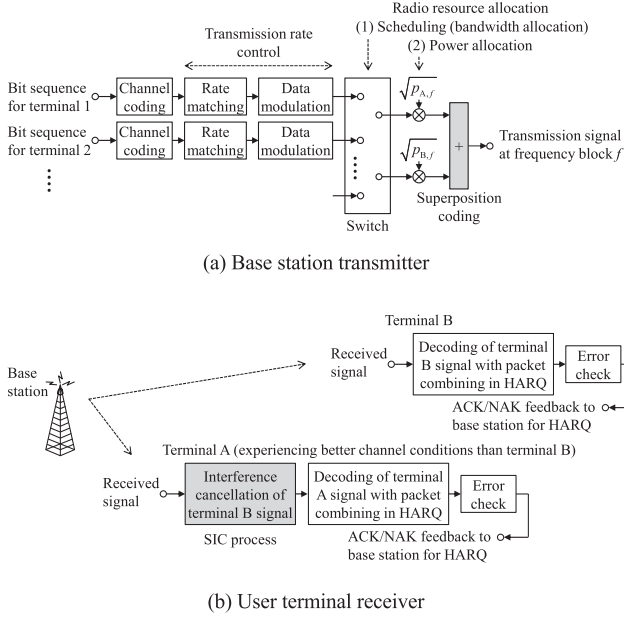 Radio resource allocation
(1) Scheduling (bandwidth allocation)
(2) Power allocation
Transmission rate
control
Bit sequence
for terminal 1
Channel
coding
Rate
matching
Data
modulation
√p_A,f
Bit sequence
for terminal 2
Channel
coding
Rate
matching
Data
modulation
√p_B,f
+
Transmission signal
at frequency block f
Superposition
coding
Switch
(a) Base station transmitter
Terminal B
Base
station
Received
signal
Decoding of terminal
B signal with packet
combining in HARQ
Error
check
ACK/NAK feedback to
base station for HARQ
Terminal A (experiencing better channel conditions than terminal B)
Received
signal
Interference
cancellation of
terminal B signal
SIC process
Decoding of terminal
A signal with packet
combining in HARQ
Error
check
ACK/NAK feedback to
base station for HARQ
(b) User terminal receiver